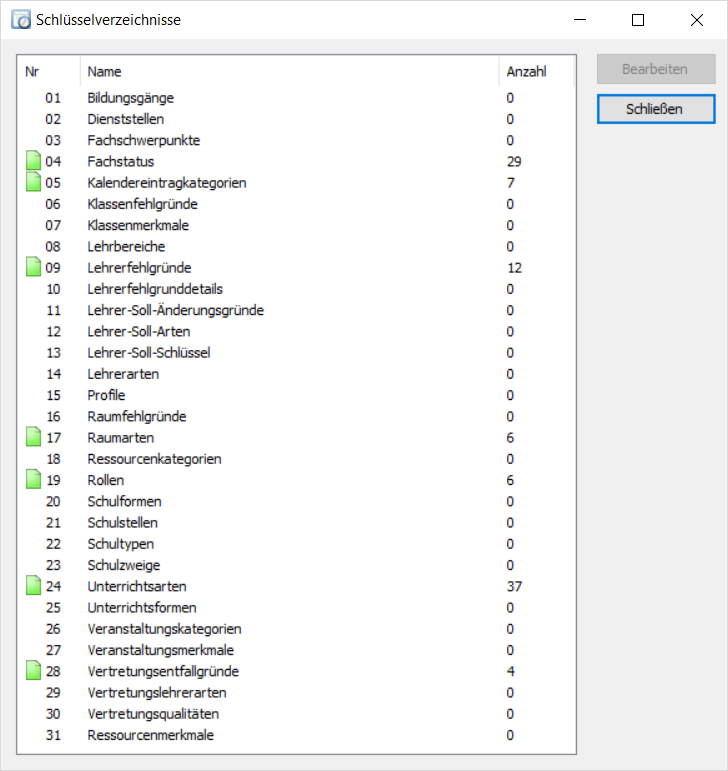 Schlüsselverzeichnisse
Nr Name Anzahl
01 Bildungsgänge 0
02 Dienststellen 0
03 Fachschwerpunkte 0
04 Fachstatus 29
05 Kalendereintragkategorien 7
06 Klassenfehlgründe 0
07 Klassenmerkmale 0
08 Lehrbereiche 0
09 Lehrerfehlgründe 12
10 Lehrerfehlgrunddetails 0
11 Lehrer-Soll-Änderungsgründe 0
12 Lehrer-Soll-Arten 0
13 Lehrer-Soll-Schlüssel 0
14 Lehrerarten 0
15 Profile 0
16 Raumfehlgründe 0
17 Raumarten 6
18 Ressourcenkategorien 0
19 Rollen 6
20 Schulformen 0
21 Schulstellen 0
22 Schultypen 0
23 Schulzweige 0
24 Unterrichtsarten 37
25 Unterrichtsformen 0
26 Veranstaltungskategorien 0
27 Veranstaltungsmerkmale 0
28 Vertretungsentfallgründe 4
29 Vertretungslehrerarten 0
30 Vertretungsqualitäten 0
31 Ressourcenmerkmale 0
Bearbeiten
Schließen